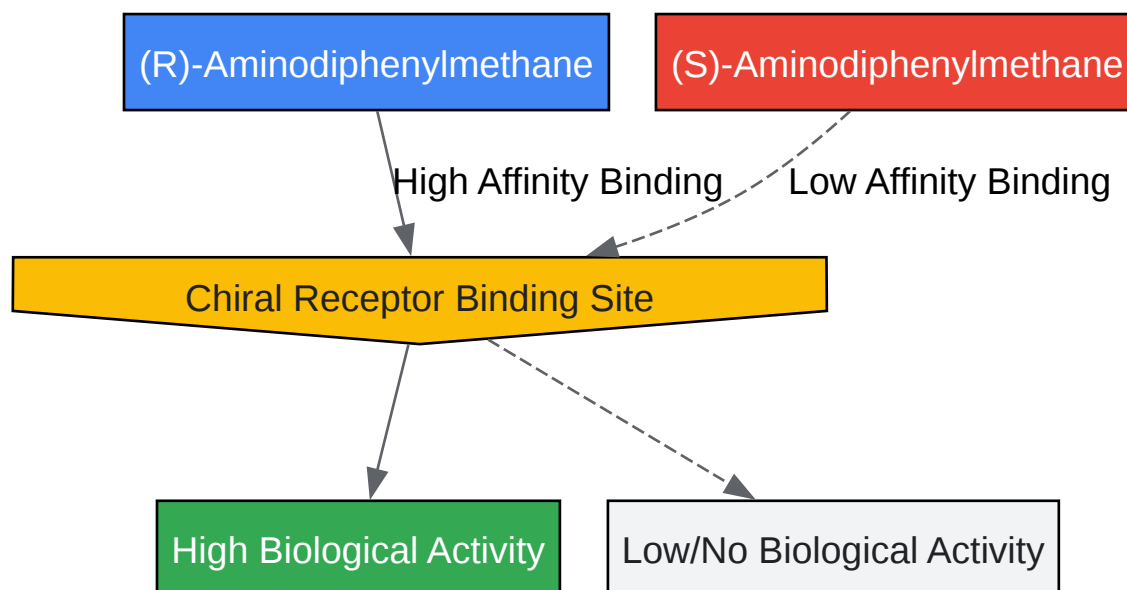 (R)-Aminodiphenylmethane
(S)-Aminodiphenylmethane
High Affinity Binding
Low Affinity Binding
Chiral Receptor Binding Site
High Biological Activity
Low/No Biological Activity